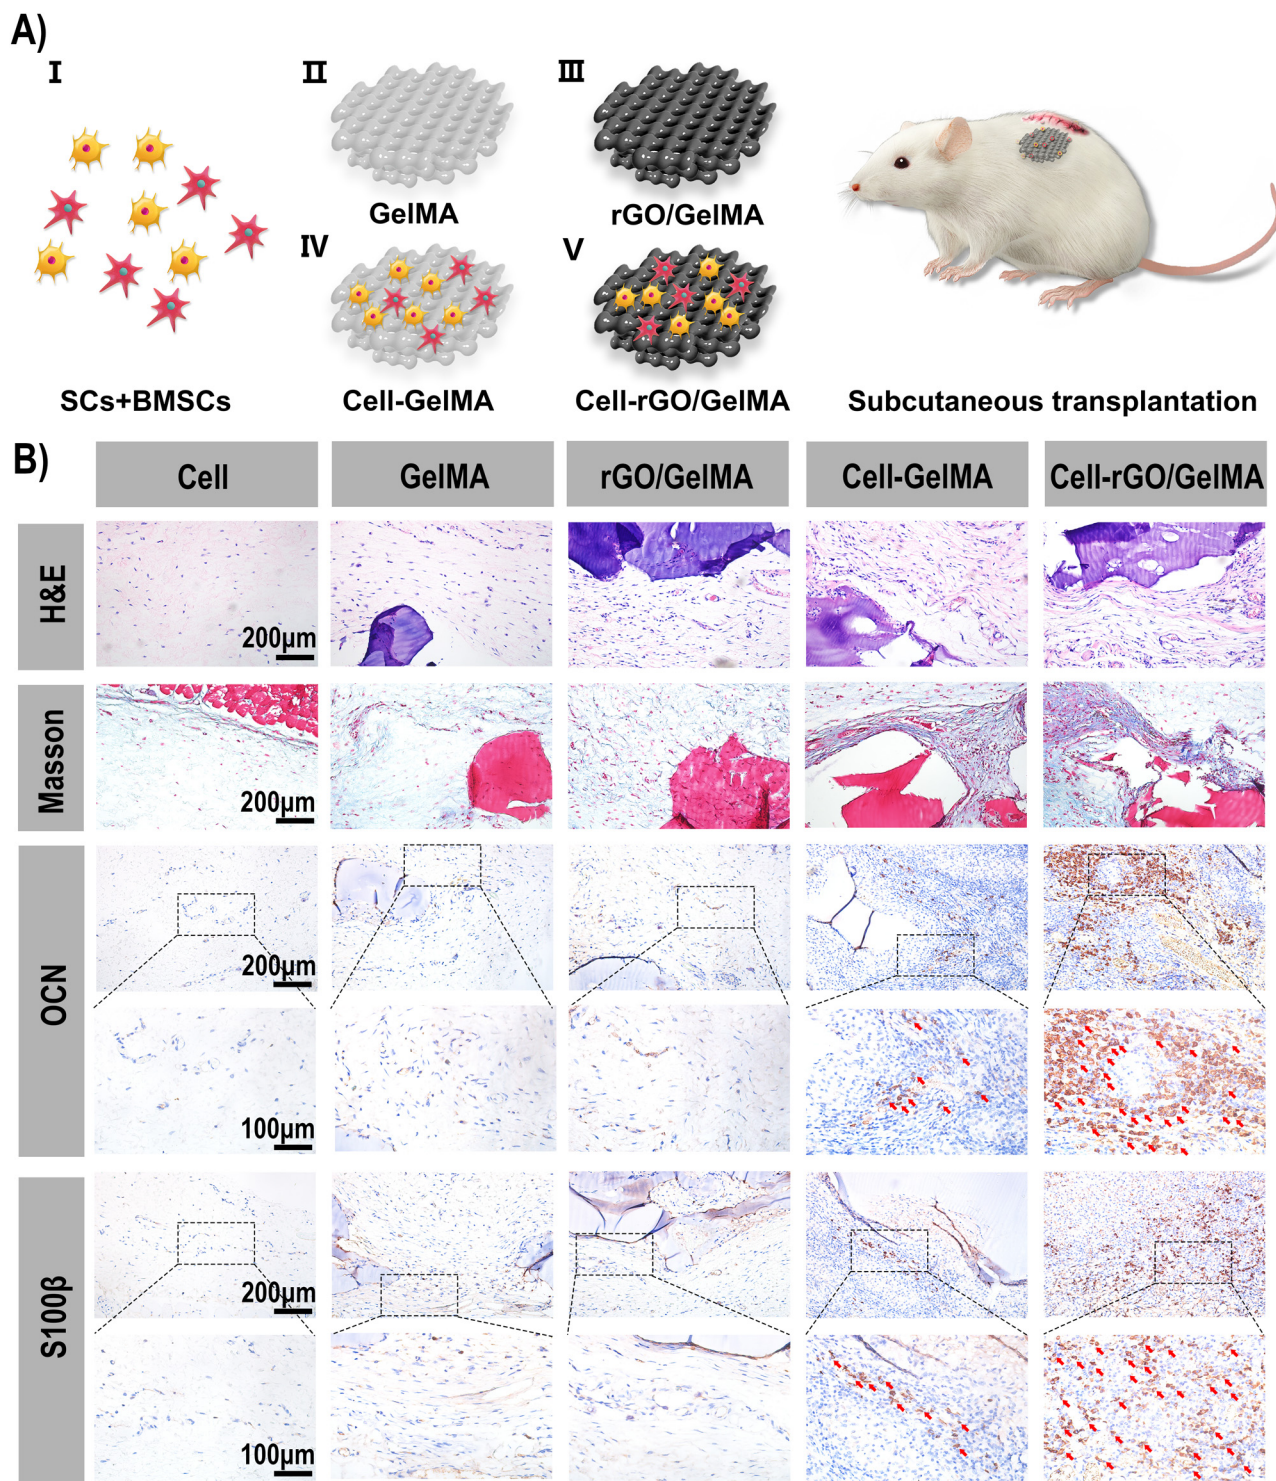 A)
I
II
III
GelMA
rGO/GelMA
IV
V
SCs+BMSCs
Cell-GelMA
Cell-rGO/GelMA
Subcutaneous transplantation
B)
Cell
GelMA
rGO/GelMA
Cell-GelMA
Cell-rGO/GelMA
H&E
200μm
Masson
200μm
OCN
200μm
100μm
S100β
200μm
100μm